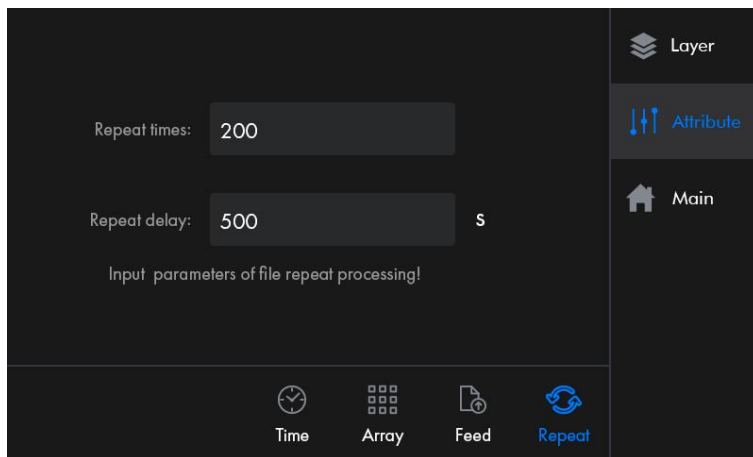 Layer
Attribute
Main
Repeat times: 200
Repeat delay: 500 s
Input parameters of file repeat processing!
Time Array Feed Repeat